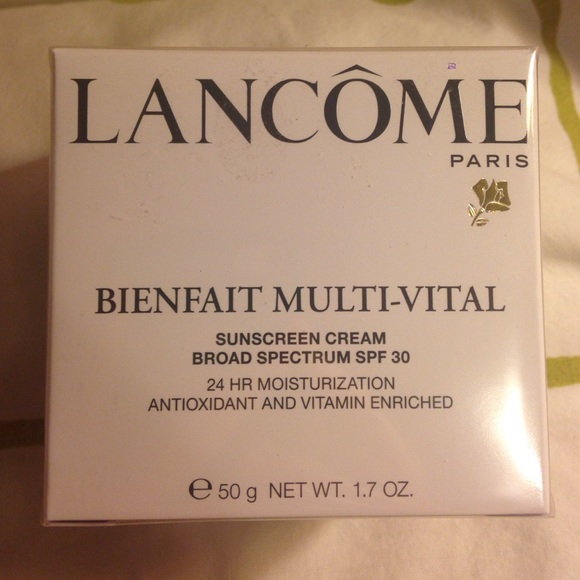 LANCÔME
PARIS
BIENFAIT MULTI-VITAL
SUNSCREEN CREAM
BROAD SPECTRUM SPF 30
24 HR MOISTURIZATION
ANTIOXIDANT AND VITAMIN ENRICHED
℮ 50 g NET WT. 1.7 OZ.